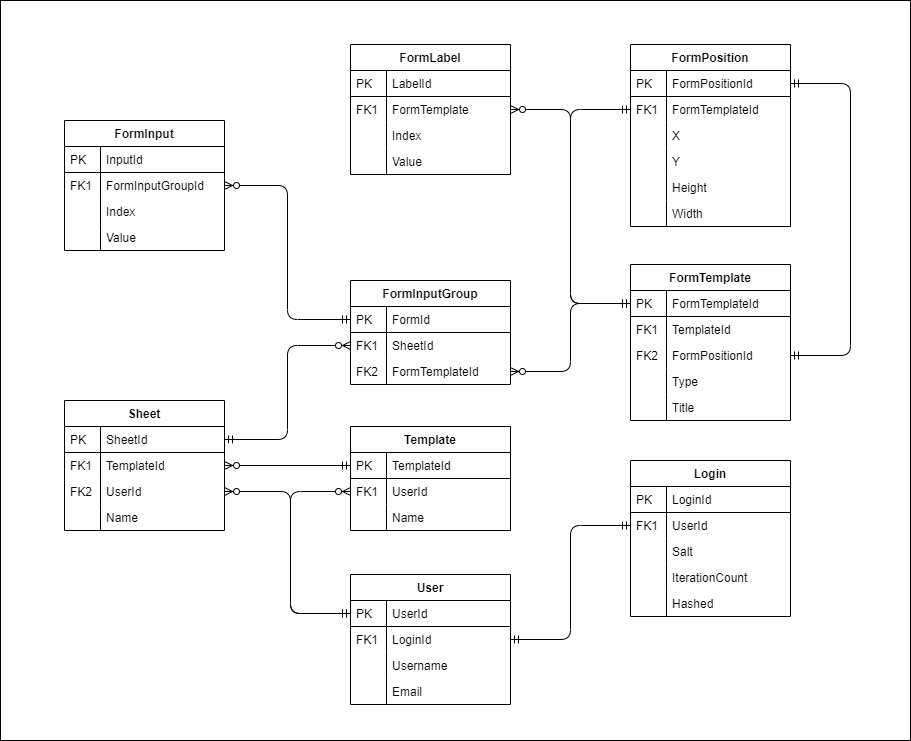 FormLabel
PK LabelId
FK1 FormTemplate
Index
Value
FormPosition
PK FormPositionId
FK1 FormTemplateId
X
Y
Height
Width
FormInput
PK InputId
FK1 FormInputGroupId
Index
Value
FormInputGroup
PK FormId
FK1 SheetId
FK2 FormTemplateId
FormTemplate
PK FormTemplateId
FK1 TemplateId
FK2 FormPositionId
Type
Title
Sheet
PK SheetId
FK1 TemplateId
FK2 UserId
Name
Template
PK TemplateId
FK1 UserId
Name
Login
PK LoginId
FK1 UserId
Salt
IterationCount
Hashed
User
PK UserId
FK1 LoginId
Username
Email